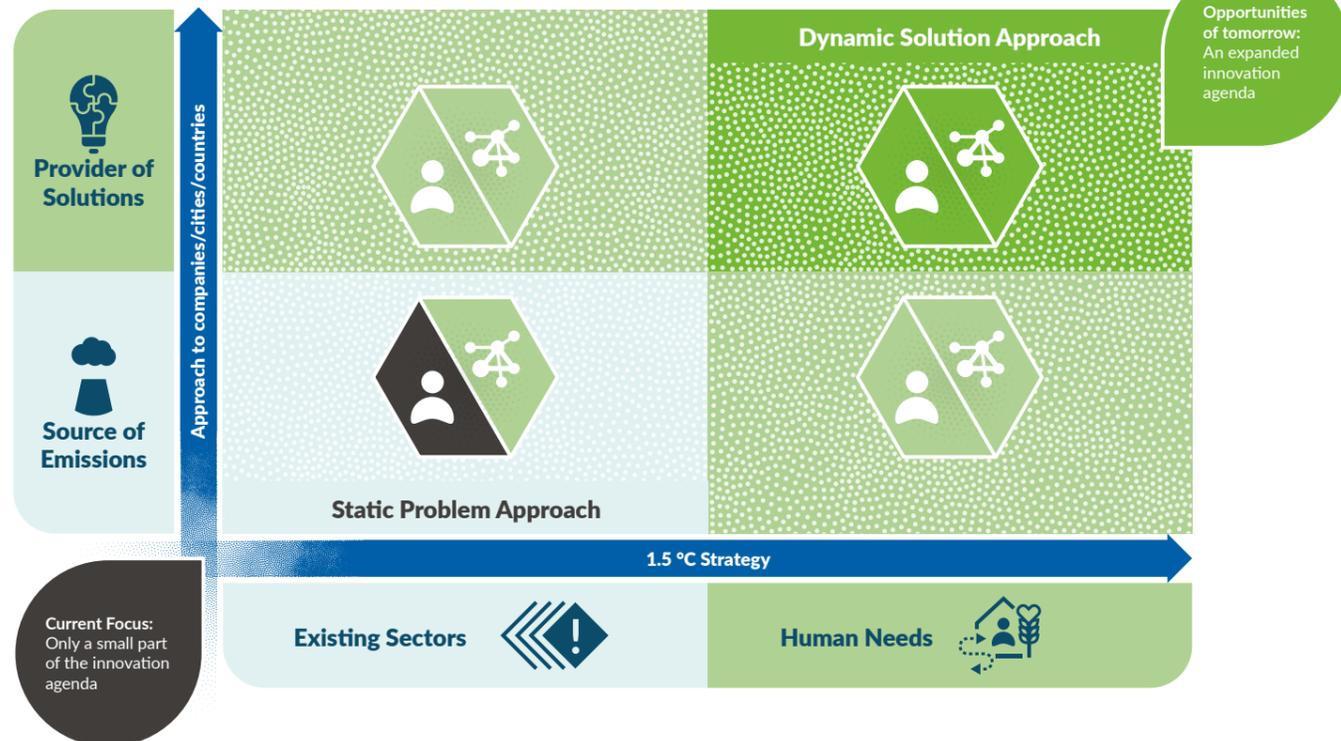 Opportunities
of tomorrow:
An expanded
innovation
agenda
Dynamic Solution Approach
Provider of
Solutions
Approach to companies/cities/countries
Source of
Emissions
Static Problem Approach
1.5 °C Strategy
Current Focus:
Only a small part
of the innovation
agenda
Existing Sectors
!
Human Needs